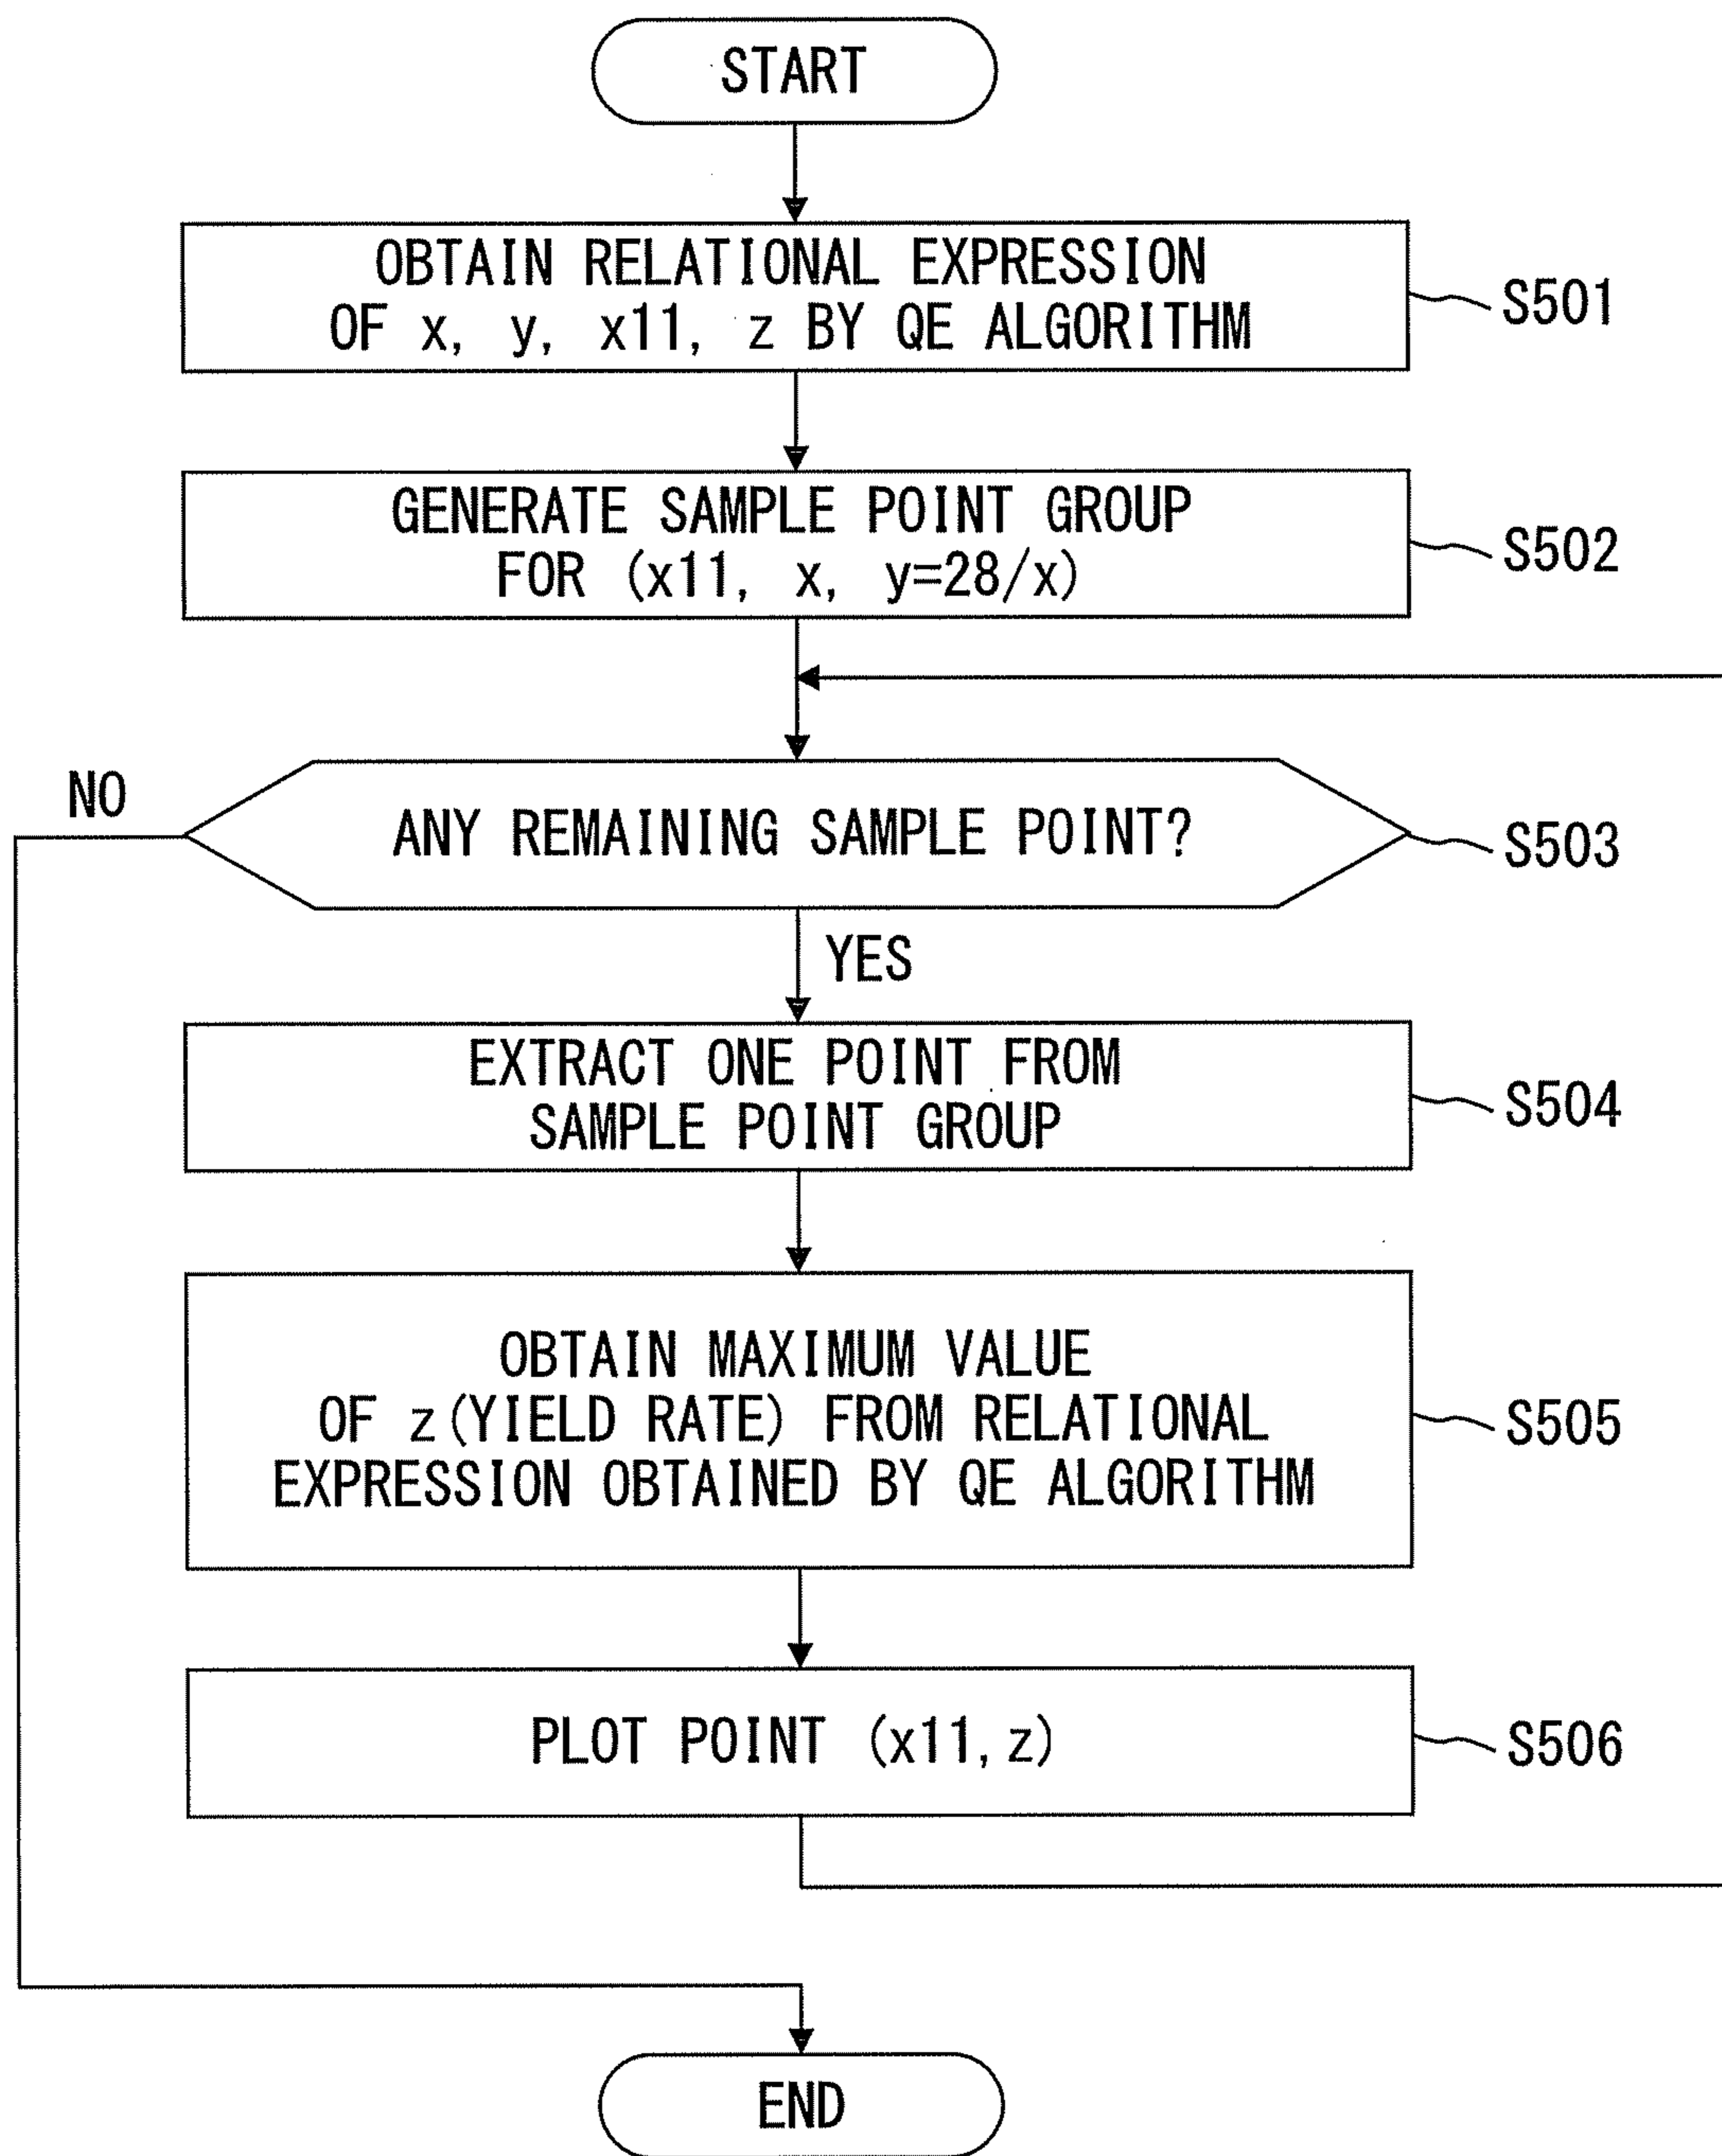 START
OBTAIN RELATIONAL EXPRESSION
OF x, y, x11, z BY QE ALGORITHM
S501
GENERATE SAMPLE POINT GROUP
FOR (x11, x, y=28/x)
S502
NO
ANY REMAINING SAMPLE POINT?
S503
YES
EXTRACT ONE POINT FROM
SAMPLE POINT GROUP
S504
OBTAIN MAXIMUM VALUE
OF z(YIELD RATE) FROM RELATIONAL
EXPRESSION OBTAINED BY QE ALGORITHM
S505
PLOT POINT (x11,z)
S506
END